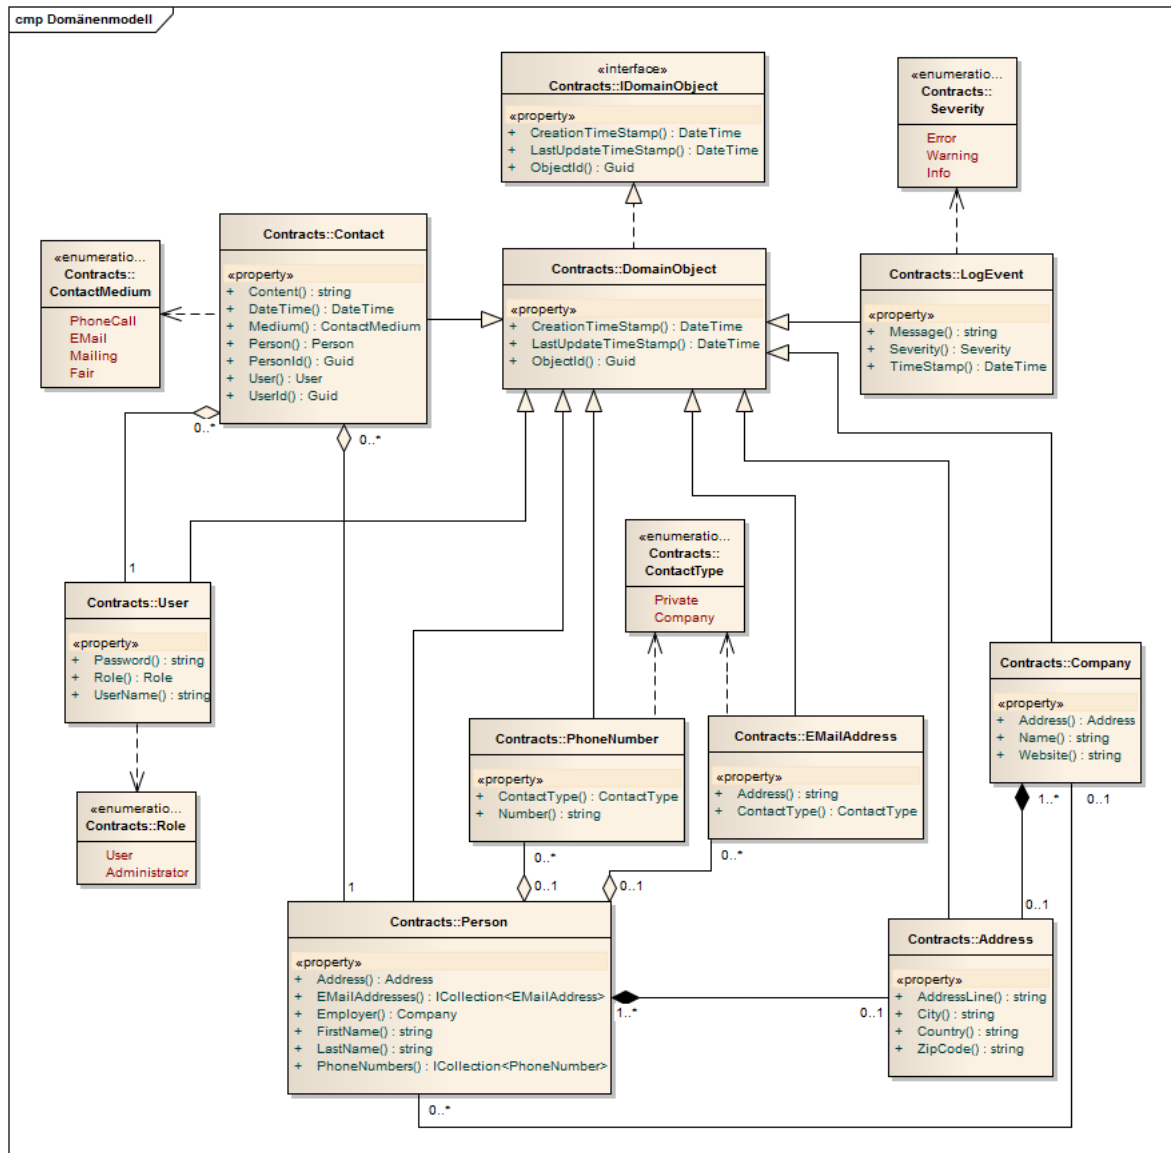 cmp Domänenmodell
«interface»
Contracts::IDomainObject
«property»
+ CreationTimeStamp() : DateTime
+ LastUpdateTimeStamp() : DateTime
+ ObjectId() : Guid
«enumeratio...
Contracts::
Severity
Error
Warning
Info
«enumeratio...
Contracts::
ContactMedium
PhoneCall
EMail
Mailing
Fair
Contracts::Contact
«property»
+ Content() : string
+ DateTime() : DateTime
+ Medium() : ContactMedium
+ Person() : Person
+ PersonId() : Guid
+ User() : User
+ UserId() : Guid
Contracts::DomainObject
«property»
+ CreationTimeStamp() : DateTime
+ LastUpdateTimeStamp() : DateTime
+ ObjectId() : Guid
Contracts::LogEvent
«property»
+ Message() : string
+ Severity() : Severity
+ TimeStamp() : DateTime
0..*
0..*
«enumeratio...
Contracts::
ContactType
Private
Company
1
Contracts::User
«property»
+ Password() : string
+ Role() : Role
+ UserName() : string
Contracts::Company
«property»
+ Address() : Address
+ Name() : string
+ Website() : string
Contracts::PhoneNumber
«property»
+ ContactType() : ContactType
+ Number() : string
Contracts::EMailAddress
«property»
+ Address() : string
+ ContactType() : ContactType
«enumeratio...
Contracts::Role
User
Administrator
1..*
0..1
0..*
0..*
1
0..1
0..1
0..1
Contracts::Person
«property»
+ Address() : Address
+ EMailAddresses() : ICollection<EMailAddress>
+ Employer() : Company
+ FirstName() : string
+ LastName() : string
+ PhoneNumbers() : ICollection<PhoneNumber>
1..*
0..1
Contracts::Address
«property»
+ AddressLine() : string
+ City() : string
+ Country() : string
+ ZipCode() : string
0..*